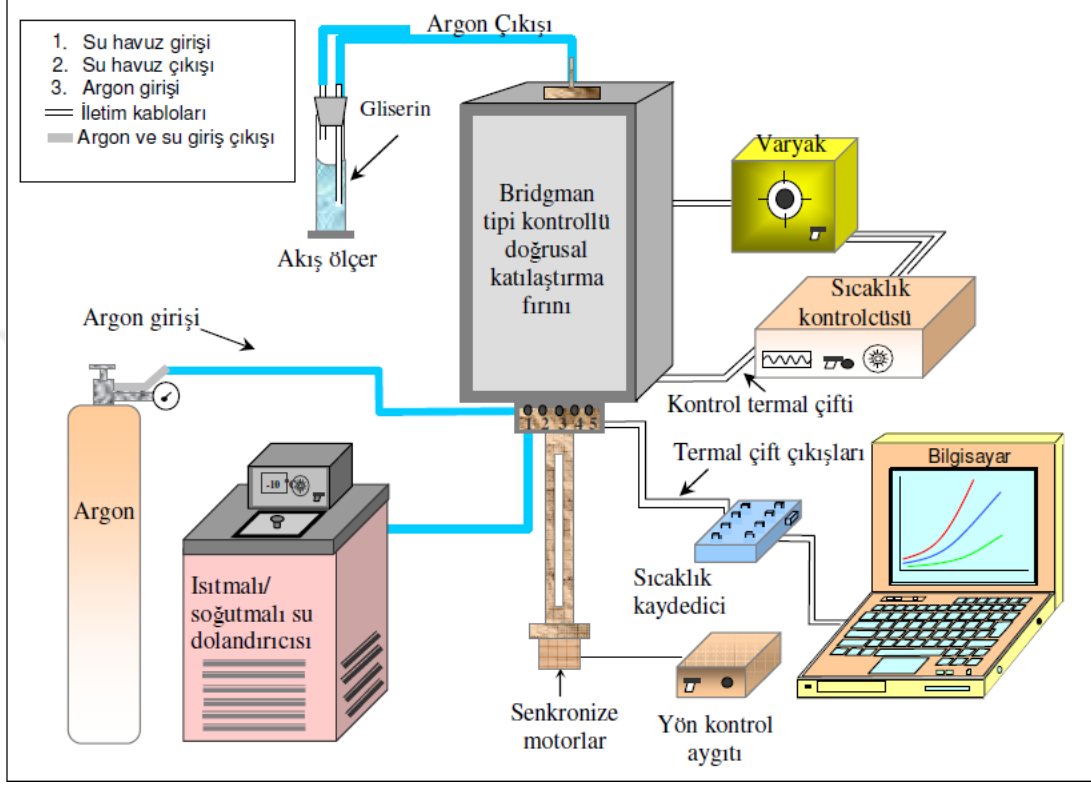 1. Su havuz girişi
2. Su havuz çıkışı
3. Argon girişi
İletim kabloları
Argon ve su giriş çıkışı
Argon Çıkışı
Gliserin
Akış ölçer
Bridgman
tipi kontrollü
doğrusal
katılaştırma
fırını
Varyak
Sıcaklık
kontrolcüsü
Kontrol termal çifti
Argon girişi
1 2 3 4 5
Termal çift çıkışları
Bilgisayar
Argon
-10
Isıtmalı/
soğutmalı su
dolandırıcısı
Sıcaklık
kaydedici
Senkronize
motorlar
Yön kontrol
aygıtı